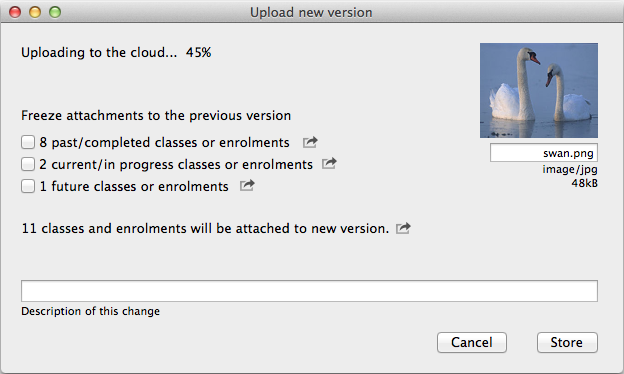 Upload new version
Uploading to the cloud... 45%
Freeze attachments to the previous version
8 past/completed classes or enrolments
2 current/in progress classes or enrolments
1 future classes or enrolments
swan.png
image/jpg
48kB
11 classes and enrolments will be attached to new version.
Description of this change
Cancel
Store